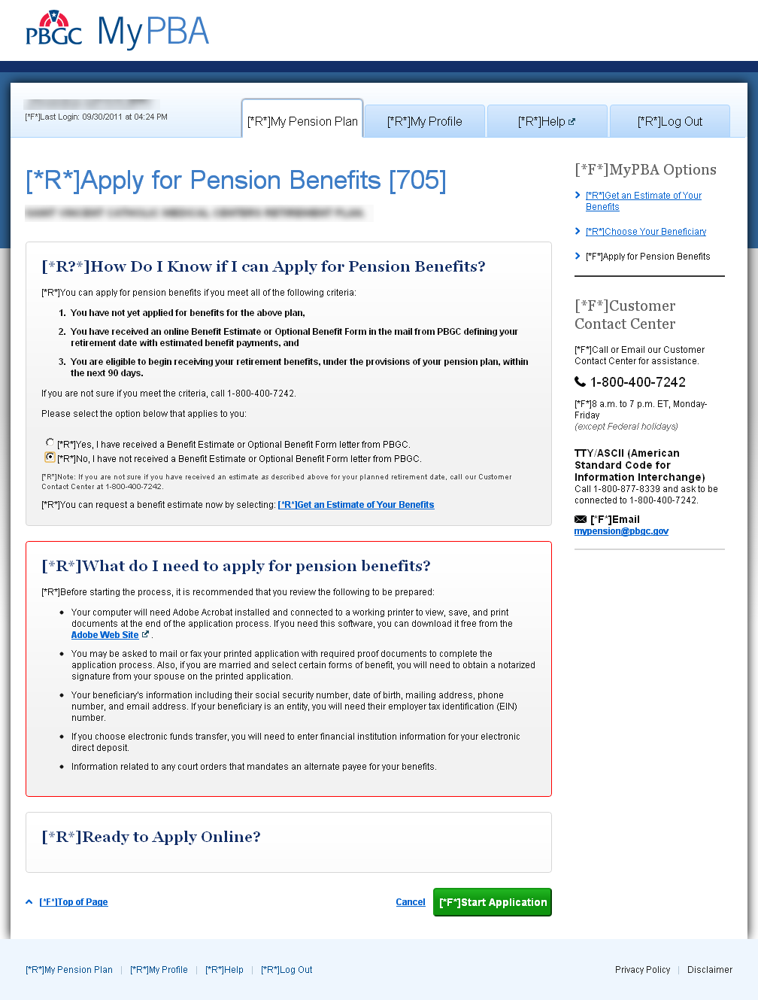 PBGC MyPBA
[*F*]Last Login: 09/30/2011 at 04:24 PM
[*R*]My Pension Plan
[*R*]My Profile
[*R*]Help
[*R*]Log Out
[*R*]Apply for Pension Benefits [705]
SAINT VINCENT CATHOLIC MEDICAL CENTERS RETIREMENT PLAN
[*R?*]How Do I Know if I can Apply for Pension Benefits?
[*R*]You can apply for pension benefits if you meet all of the following criteria:
1. You have not yet applied for benefits for the above plan,
2. You have received an online Benefit Estimate or Optional Benefit Form in the mail from PBGC defining your
retirement date with estimated benefit payments, and
3. You are eligible to begin receiving your retirement benefits, under the provisions of your pension plan, within
the next 90 days.
If you are not sure if you meet the criteria, call 1-800-400-7242.
Please select the option below that applies to you:
[*R*]Yes, I have received a Benefit Estimate or Optional Benefit Form letter from PBGC.
[*R*]No, I have not received a Benefit Estimate or Optional Benefit Form letter from PBGC.
[*R*]Note: If you are not sure if you have received an estimate as described above for your planned retirement date, call our Customer
Contact Center at 1-800-400-7242.
[*R*]You can request a benefit estimate now by selecting: [*R*]Get an Estimate of Your Benefits
[*R*]What do I need to apply for pension benefits?
[*R*]Before starting the process, it is recommended that you review the following to be prepared:
Your computer will need Adobe Acrobat installed and connected to a working printer to view, save, and print
documents at the end of the application process. If you need this software, you can download it free from the
Adobe Web Site .
You may be asked to mail or fax your printed application with required proof documents to complete the
application process. Also, if you are married and select certain forms of benefit, you will need to obtain a notarized
signature from your spouse on the printed application.
Your beneficiary's information including their social security number, date of birth, mailing address, phone
number, and email address. If your beneficiary is an entity, you will need their employer tax identification (EIN)
number.
If you choose electronic funds transfer, you will need to enter financial institution information for your electronic
direct deposit.
Information related to any court orders that mandates an alternate payee for your benefits.
[*R*]Ready to Apply Online?
[*F*]Top of Page
Cancel
[*F*]Start Application
[*F*]MyPBA Options
[*R*]Get an Estimate of Your
Benefits
[*R*]Choose Your Beneficiary
[*F*]Apply for Pension Benefits
[*F*]Customer
Contact Center
[*F*]Call or Email our Customer
Contact Center for assistance.
1-800-400-7242
[*F*]8 a.m. to 7 p.m. ET, Monday-
Friday
(except Federal holidays)
TTY/ASCII (American
Standard Code for
Information Interchange)
Call 1-800-877-8339 and ask to be
connected to 1-800-400-7242.
[*F*]Email
mypension@pbgc.gov
[*R*]My Pension Plan | [*R*]My Profile | [*R*]Help | [*R*]Log Out
Privacy Policy | Disclaimer